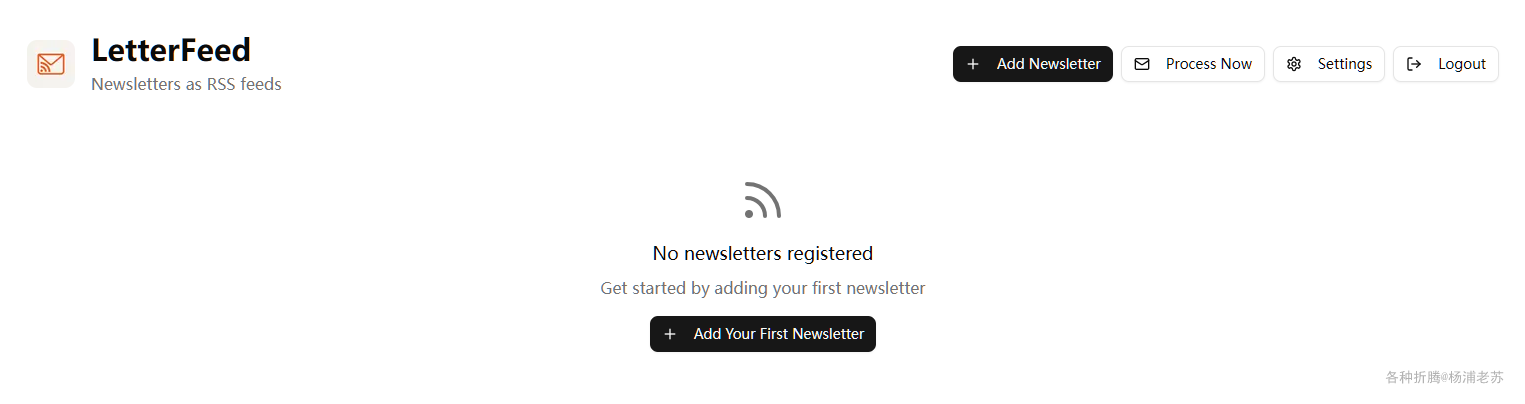 LetterFeed
Newsletters as RSS feeds
Add Newsletter
Process Now
Settings
Logout
No newsletters registered
Get started by adding your first newsletter
Add Your First Newsletter
各种折腾@杨浦老苏